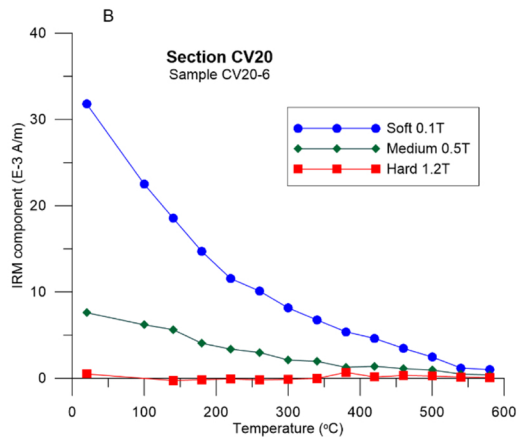 B
Section CV20
Sample CV20-6
Soft 0.1T
Medium 0.5T
Hard 1.2T
IRM component (E-3 A/m)
40
30
20
10
0
0 100 200 300 400 500 600
Temperature (°C)